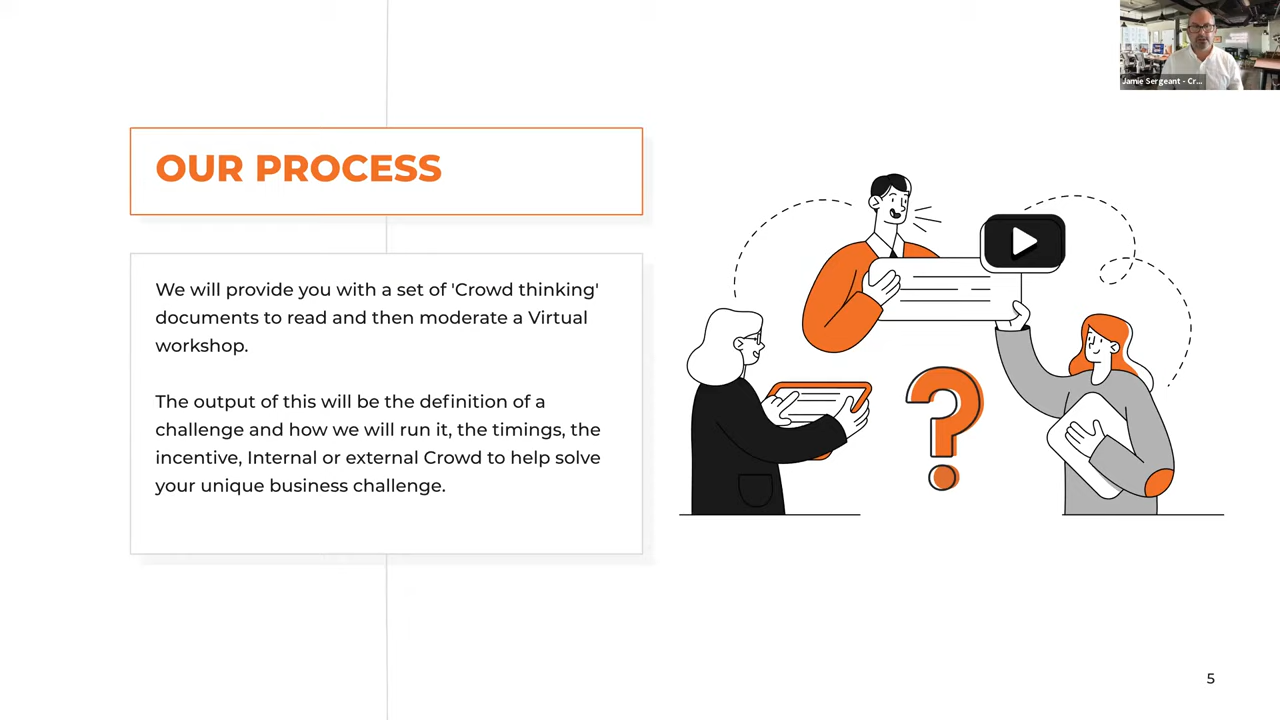 Jamie Sergeant - Cr...
OUR PROCESS
We will provide you with a set of 'Crowd thinking'
documents to read and then moderate a Virtual
workshop.
The output of this will be the definition of a
challenge and how we will run it, the timings, the
incentive, Internal or external Crowd to help solve
your unique business challenge.
5